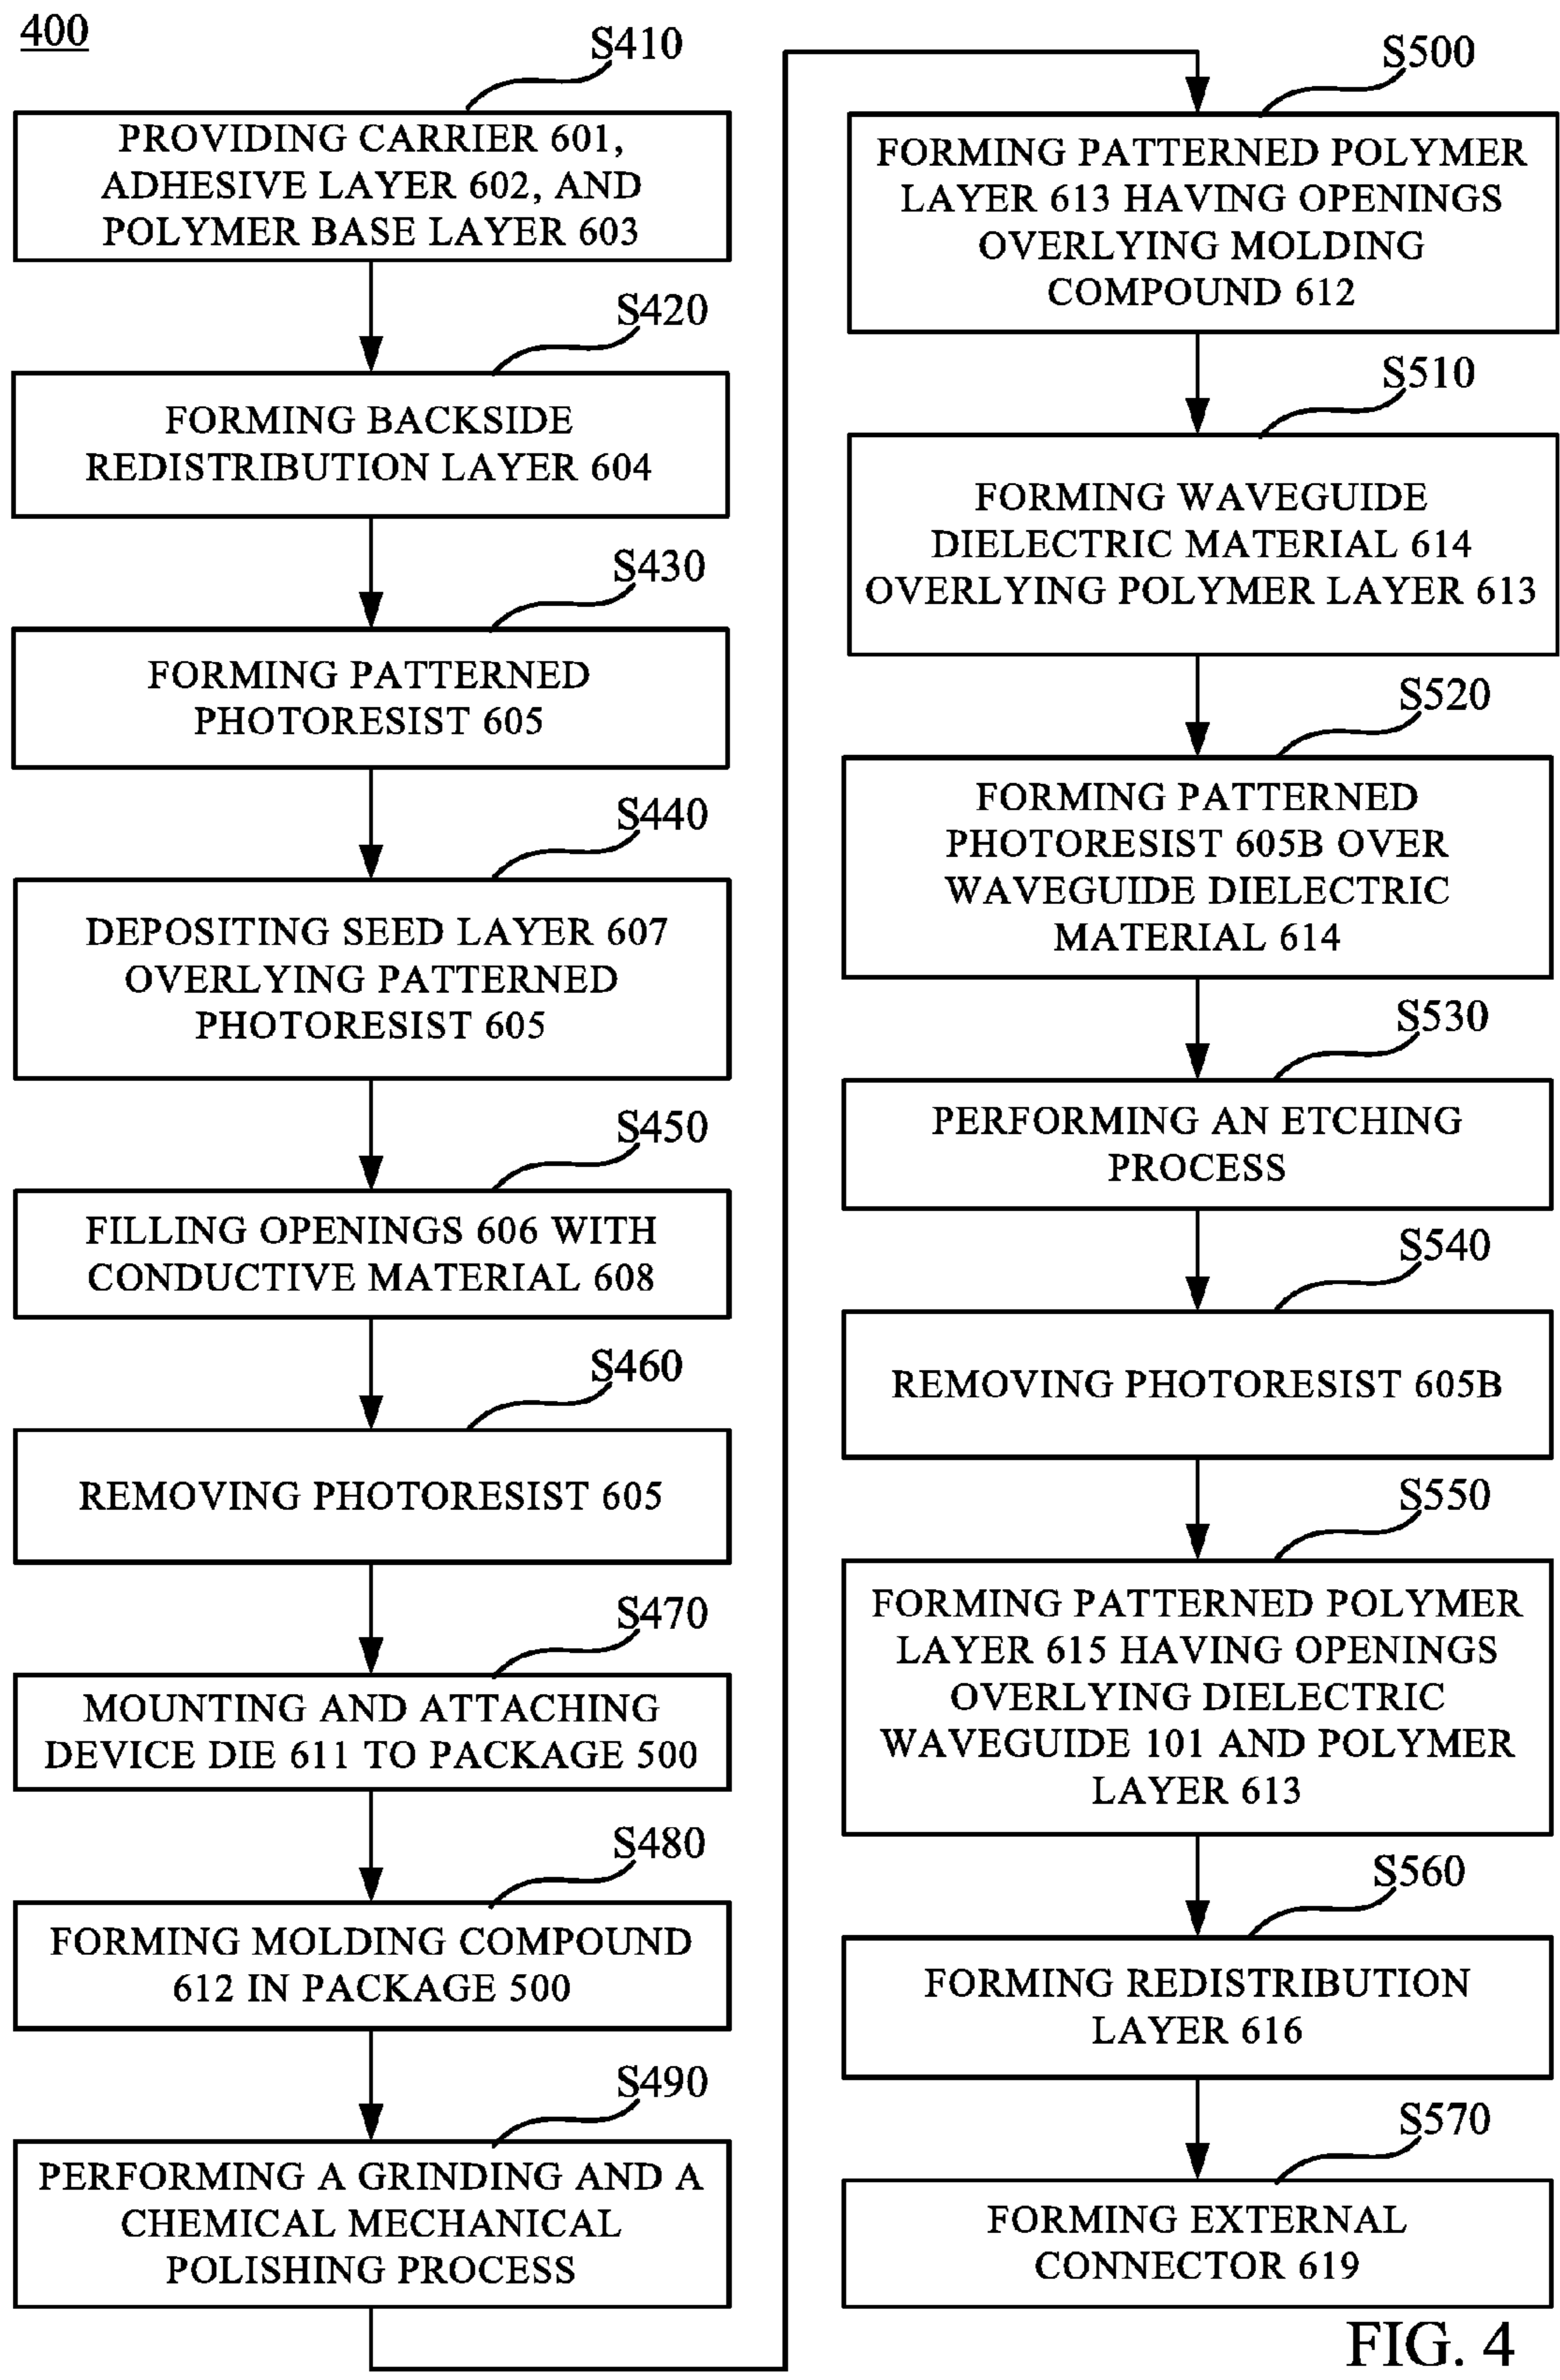 400
S410
PROVIDING CARRIER 601,
ADHESIVE LAYER 602, AND
POLYMER BASE LAYER 603
S420
FORMING BACKSIDE
REDISTRIBUTION LAYER 604
S430
FORMING PATTERNED
PHOTORESIST 605
S440
DEPOSITING SEED LAYER 607
OVERLYING PATTERNED
PHOTORESIST 605
S450
FILLING OPENINGS 606 WITH
CONDUCTIVE MATERIAL 608
S460
REMOVING PHOTORESIST 605
S470
MOUNTING AND ATTACHING
DEVICE DIE 611 TO PACKAGE 500
S480
FORMING MOLDING COMPOUND
612 IN PACKAGE 500
S490
PERFORMING A GRINDING AND A
CHEMICAL MECHANICAL
POLISHING PROCESS
S500
FORMING PATTERNED POLYMER
LAYER 613 HAVING OPENINGS
OVERLYING MOLDING
COMPOUND 612
S510
FORMING WAVEGUIDE
DIELECTRIC MATERIAL 614
OVERLYING POLYMER LAYER 613
S520
FORMING PATTERNED
PHOTORESIST 605B OVER
WAVEGUIDE DIELECTRIC
MATERIAL 614
S530
PERFORMING AN ETCHING
PROCESS
S540
REMOVING PHOTORESIST 605B
S550
FORMING PATTERNED POLYMER
LAYER 615 HAVING OPENINGS
OVERLYING DIELECTRIC
WAVEGUIDE 101 AND POLYMER
LAYER 613
S560
FORMING REDISTRIBUTION
LAYER 616
S570
FORMING EXTERNAL
CONNECTOR 619
FIG. 4